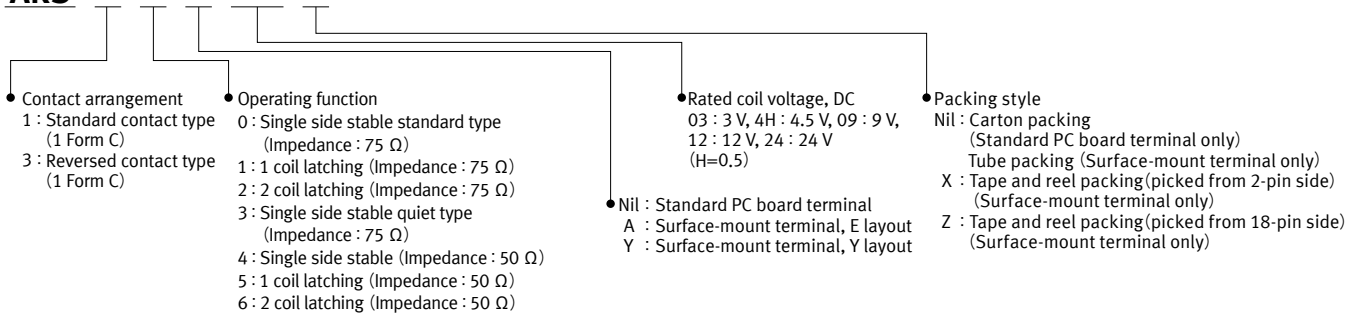 Contact arrangement
1 : Standard contact type
(1 Form C)
3 : Reversed contact type
(1 Form C)
Operating function
0 : Single side stable standard type
(Impedance : 75 Ω)
1 : 1 coil latching (Impedance : 75 Ω)
2 : 2 coil latching (Impedance : 75 Ω)
3 : Single side stable quiet type
(Impedance : 75 Ω)
4 : Single side stable (Impedance : 50 Ω)
5 : 1 coil latching (Impedance : 50 Ω)
6 : 2 coil latching (Impedance : 50 Ω)
Nil : Standard PC board terminal
A : Surface-mount terminal, E layout
Y : Surface-mount terminal, Y layout
Rated coil voltage, DC
03 : 3 V, 4H : 4.5 V, 09 : 9 V,
12 : 12 V, 24 : 24 V
(H=0.5)
Packing style
Nil : Carton packing
(Standard PC board terminal only)
Tube packing (Surface-mount terminal only)
X : Tape and reel packing (picked from 2-pin side)
(Surface-mount terminal only)
Z : Tape and reel packing (picked from 18-pin side)
(Surface-mount terminal only)